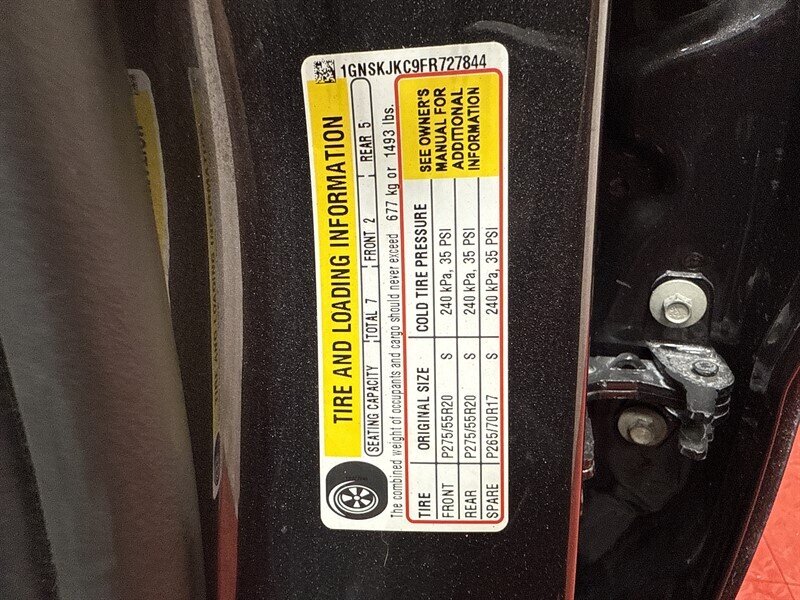 1GNSKJKC9FR727844
TIRE AND LOADING INFORMATION
SEATING CAPACITY TOTAL 7 FRONT 2 REAR 5
The combined weight of occupants and cargo should never exceed 677 kg or 1493 lbs.
TIRE ORIGINAL SIZE COLD TIRE PRESSURE
FRONT P275/55R20 S 240 kPa, 35 PSI
REAR P275/55R20 S 240 kPa, 35 PSI
SPARE P265/70R17 S 240 kPa, 35 PSI
SEE OWNER'S
MANUAL FOR
ADDITIONAL
INFORMATION